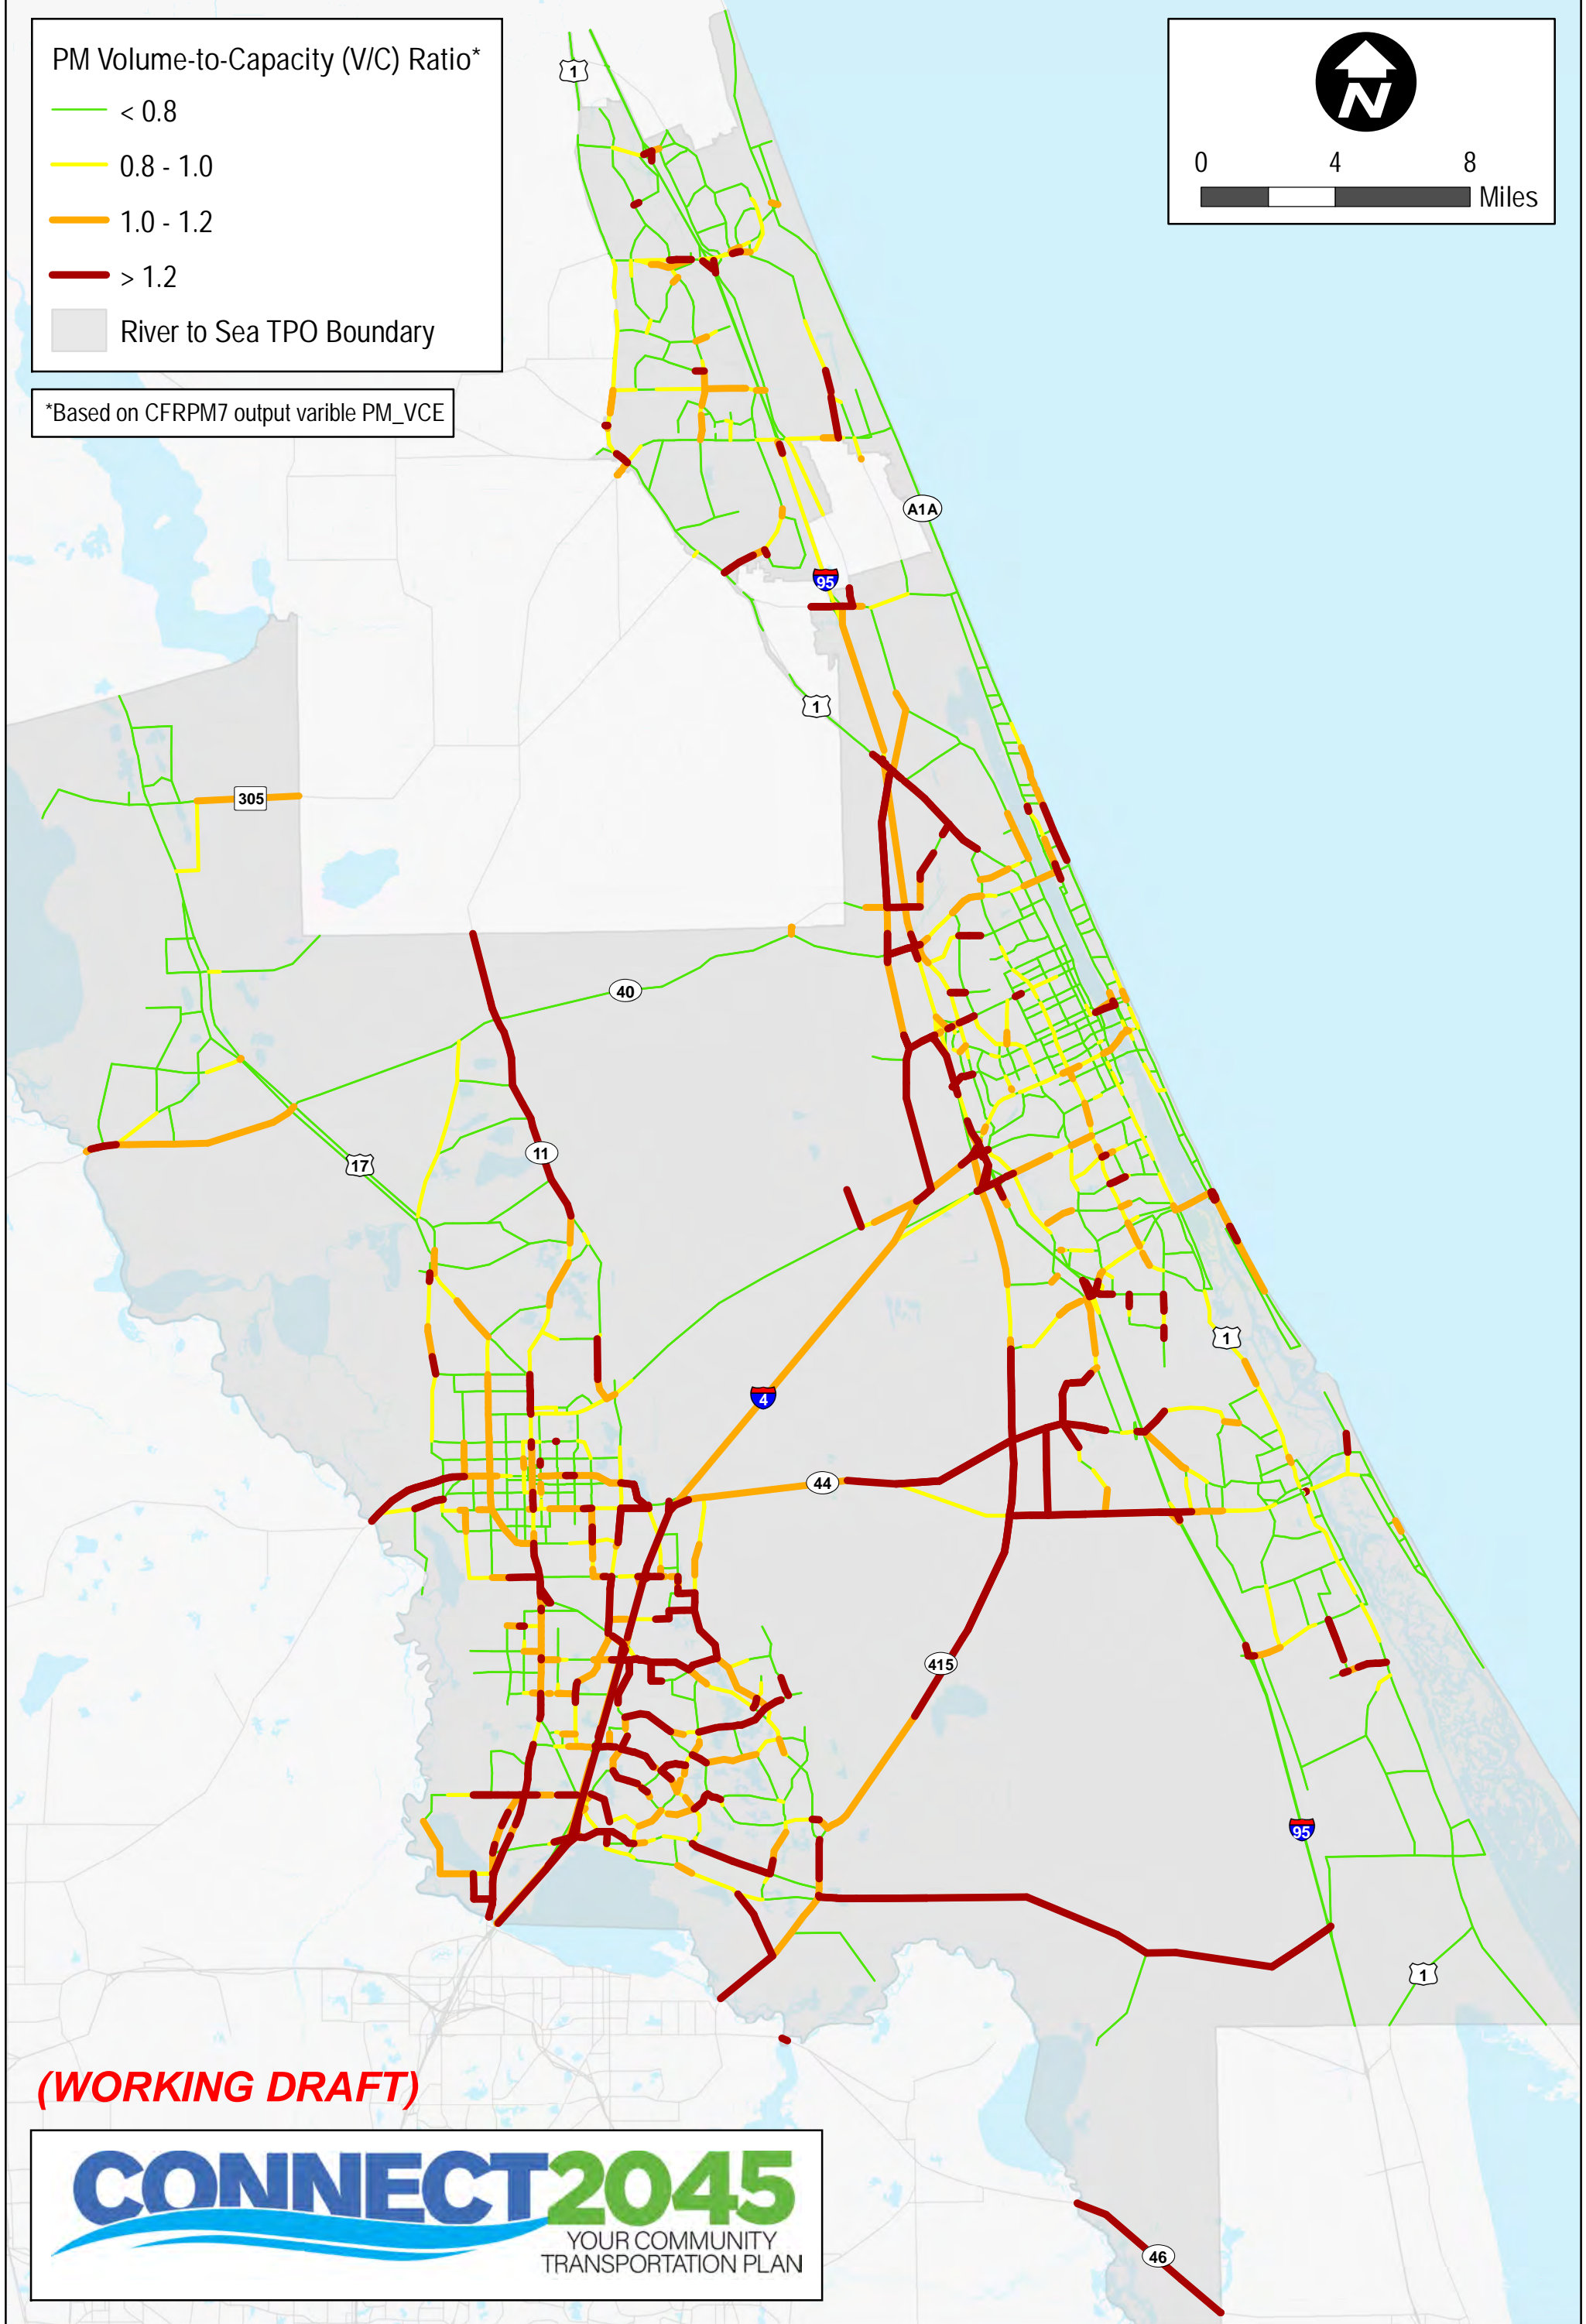 PM Volume-to-Capacity (V/C) Ratio*
< 0.8
0.8 - 1.0
1.0 - 1.2
> 1.2
River to Sea TPO Boundary
*Based on CFRPM7 output varible PM_VCE
N
0 4 8
Miles
1
A1A
95
1
305
40
11
17
1
4
44
415
95
1
46
(WORKING DRAFT)
CONNECT2045
YOUR COMMUNITY
TRANSPORTATION PLAN